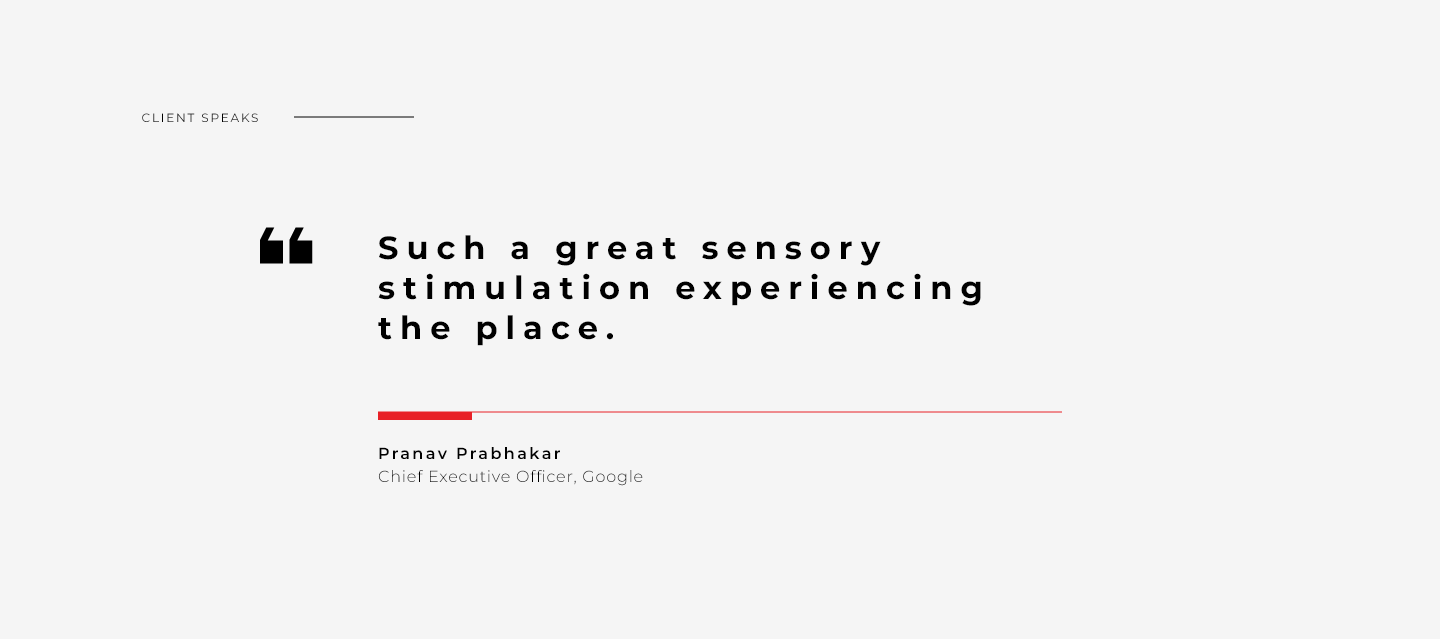 CLIENT SPEAKS
❝
Such a great sensory
stimulation experiencing
the place.
Pranav Prabhakar
Chief Executive Officer, Google